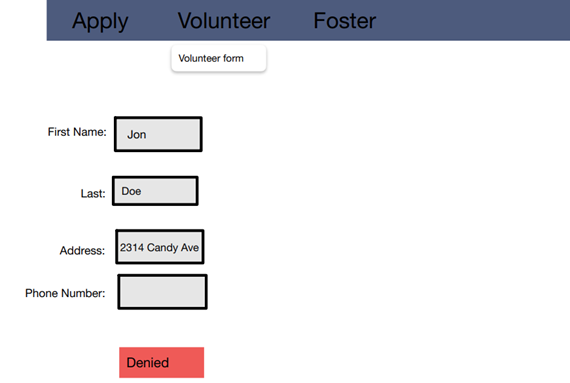 Apply Volunteer Foster
Volunteer form
First Name: Jon
Last: Doe
Address: 2314 Candy Ave
Phone Number:
Denied